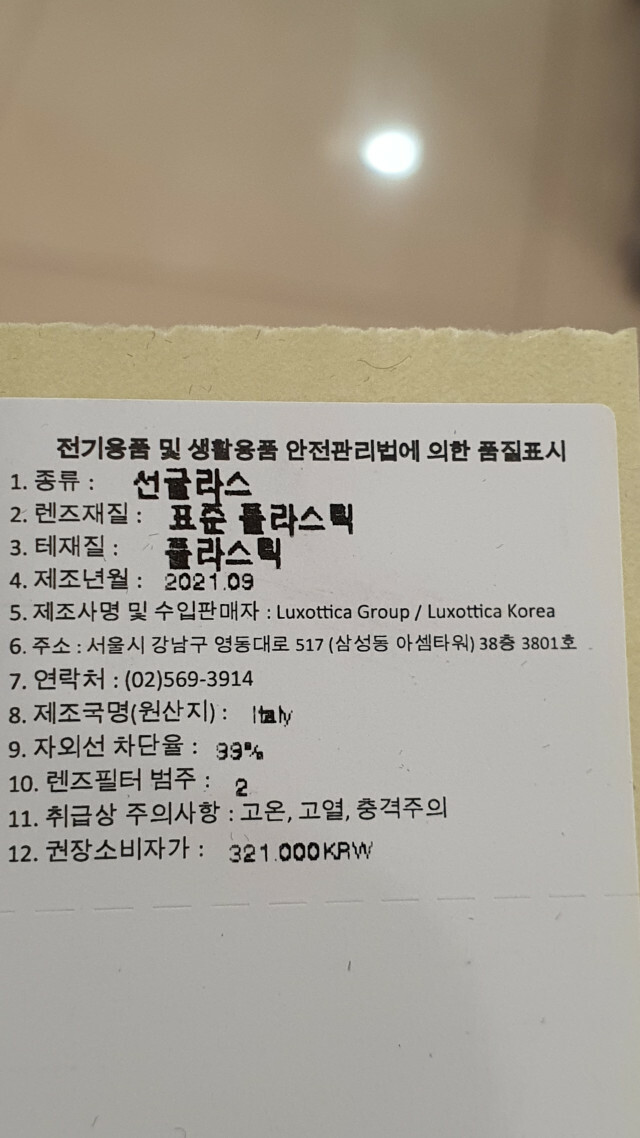 전기용품 및 생활용품 안전관리법에 의한 품질표시
1. 종류 : 선글라스
2. 렌즈재질 : 표준 플라스틱
3. 테재질 : 플라스틱
4. 제조년월 : 2021.09
5. 제조사명 및 수입판매자 : Luxottica Group / Luxottica Korea
6. 주소 : 서울시 강남구 영동대로 517 (삼성동 아셈타워) 38층 3801호
7. 연락처 : (02)569-3914
8. 제조국명(원산지) : Italy
9. 자외선 차단율 : 99%
10. 렌즈필터 범주 : 2
11. 취급상 주의사항 : 고온, 고열, 충격주의
12. 권장소비자가 : 321.000KRW